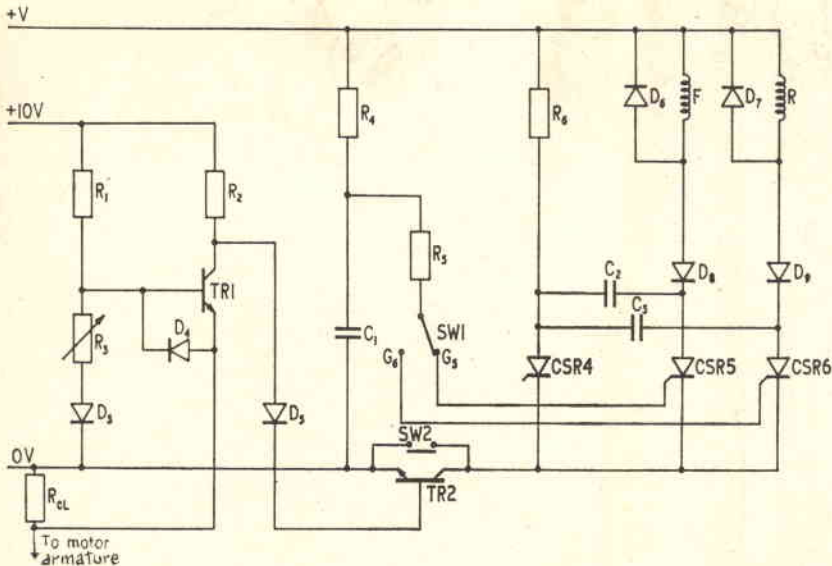 +V
D₆
F
D₇
R
R₄
R₆
+10V
R₁
R₂
R₅
C₂
D₈
D₉
TR1
C₃
R₃
D₄
C₁
SW1
G₆
G₅
CSR4
CSR5
CSR6
D₃
D₅
SW2
0V
TR2
R_CL
To motor
armature